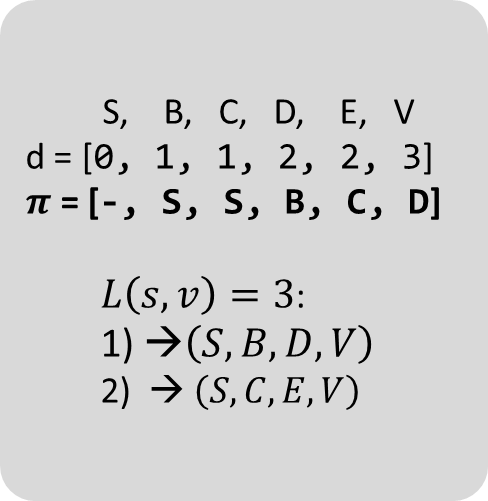 S, B, C, D, E, V
d = [0, 1, 1, 2, 2, 3]
π = [-, S, S, B, C, D]
L(s, v) = 3:
1) →(S, B, D, V)
2) → (S, C, E, V)